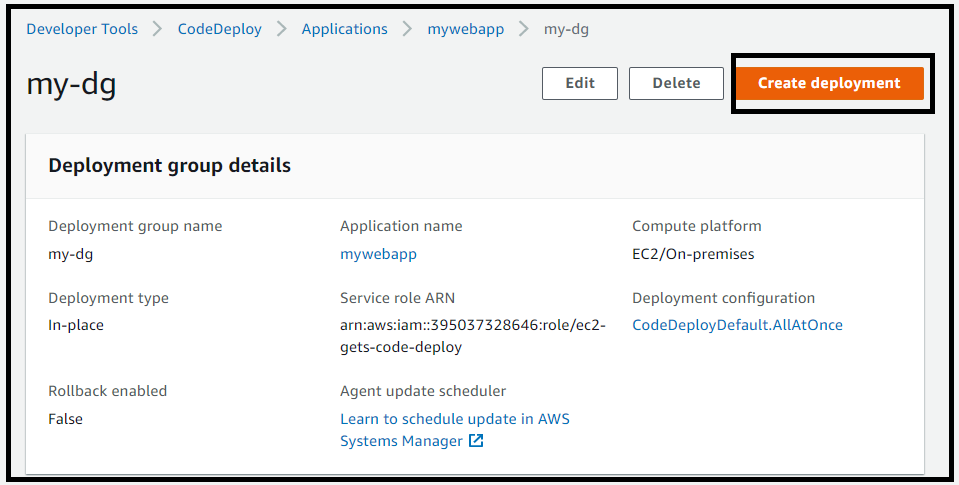 Developer Tools > CodeDeploy > Applications > mywebapp > my-dg
my-dg
Edit
Delete
Create deployment
Deployment group details
Deployment group name
my-dg
Application name
mywebapp
Compute platform
EC2/On-premises
Deployment type
In-place
Service role ARN
arn:aws:iam::395037328646:role/ec2-
gets-code-deploy
Deployment configuration
CodeDeployDefault.AllAtOnce
Rollback enabled
False
Agent update scheduler
Learn to schedule update in AWS
Systems Manager